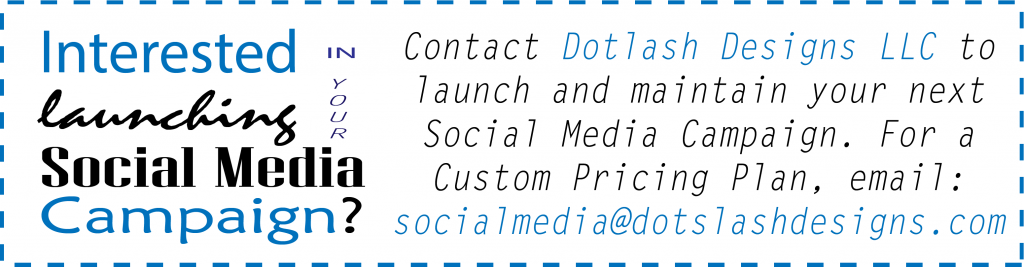 Interested IN
launching YOUR
Social Media
Campaign?
Contact Dotlash Designs LLC to
launch and maintain your next
Social Media Campaign. For a
Custom Pricing Plan, email:
socialmedia@dotslashdesigns.com